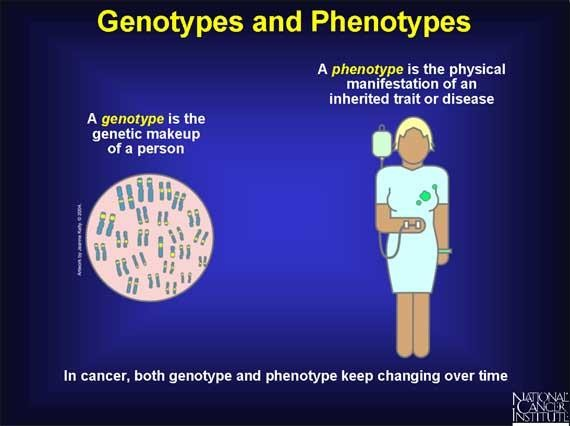 Genotypes and Phenotypes
A phenotype is the physical
manifestation of an
inherited trait or disease
A genotype is the
genetic makeup
of a person
Artwork by Jeanne Kelly. © 2004.
In cancer, both genotype and phenotype keep changing over time
NATIONAL
CANCER
INSTITUTE